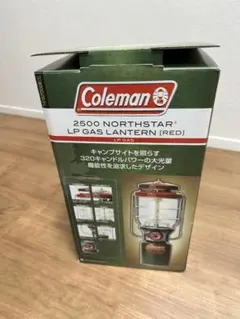 Coleman
2500 NORTHSTAR®
LP GAS LANTERN (RED)
LP GAS
キャンプサイトを照らす
320キャンドルパワーの大光量
機能性を追求したデザイン